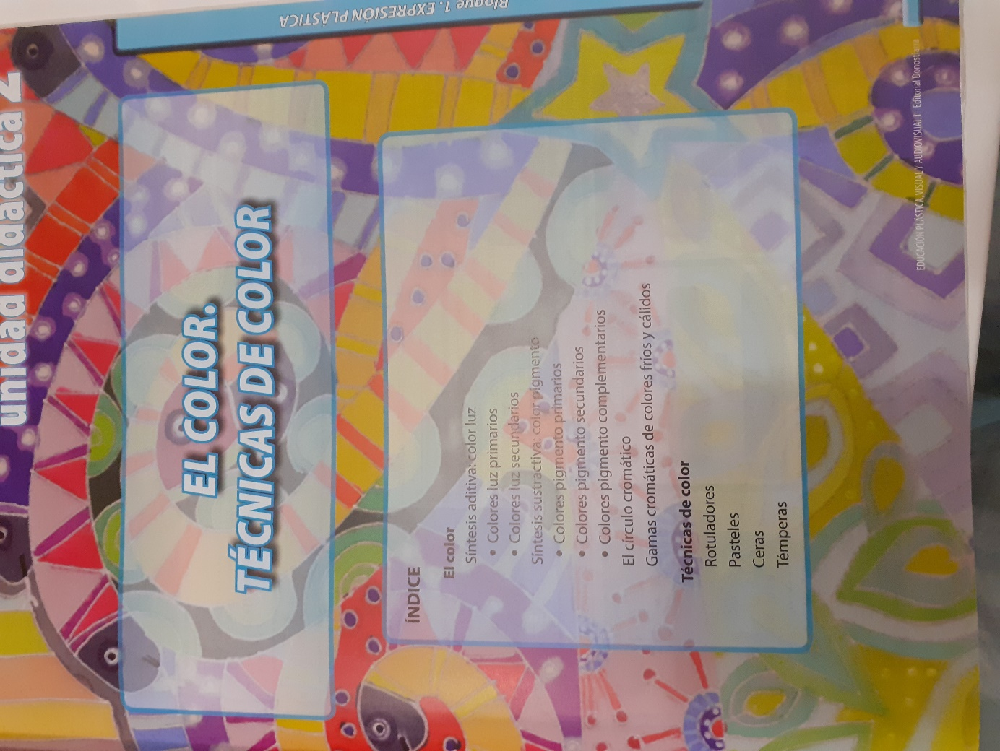 unidad didáctica 2
Bloque 1. EXPRESIÓN PLÁSTICA
EL COLOR.
TÉCNICAS DE COLOR
ÍNDICE
El color
Síntesis aditiva: color luz
• Colores luz primarios
• Colores luz secundarios
Síntesis sustractiva: color pigmento
• Colores pigmento primarios
• Colores pigmento secundarios
• Colores pigmento complementarios
El círculo cromático
Gamas cromáticas de colores fríos y cálidos
Técnicas de color
Rotuladores
Pasteles
Ceras
Témperas
EDUCACIÓN PLÁSTICA, VISUAL Y AUDIOVISUAL I - Editorial Donostiarra